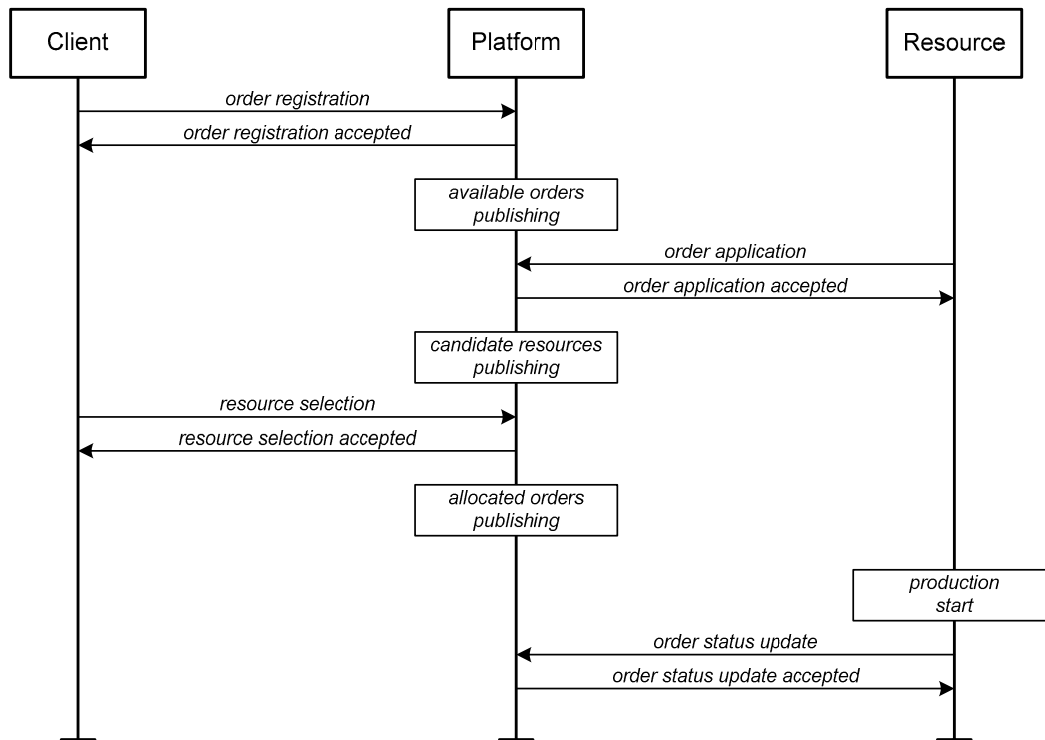 Client
Platform
Resource
order registration
order registration accepted
available orders
publishing
order application
order application accepted
candidate resources
publishing
resource selection
resource selection accepted
allocated orders
publishing
production
start
order status update
order status update accepted